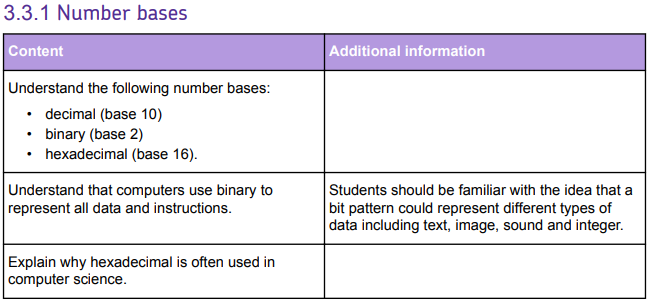 3.3.1 Number bases
Content
Additional information
Understand the following number bases:
• decimal (base 10)
• binary (base 2)
• hexadecimal (base 16).
Understand that computers use binary to
represent all data and instructions.
Students should be familiar with the idea that a
bit pattern could represent different types of
data including text, image, sound and integer.
Explain why hexadecimal is often used in
computer science.